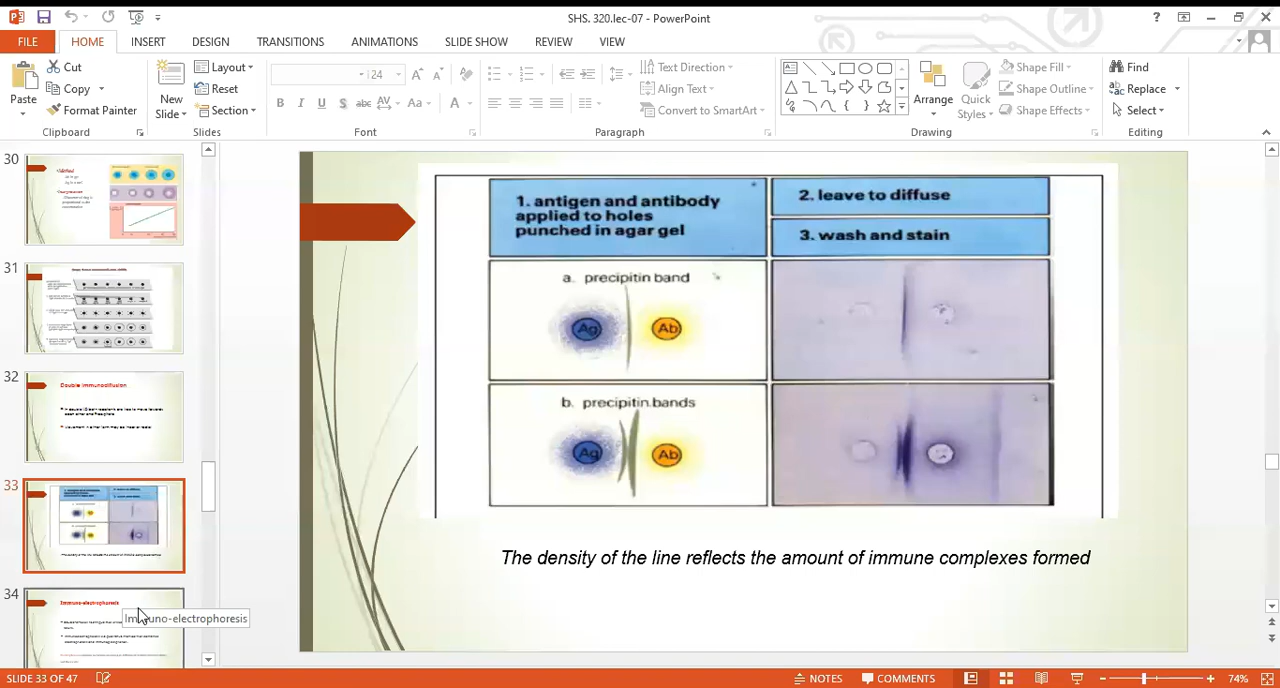 SHS. 320.lec-07 - PowerPoint
FILE
HOME
INSERT
DESIGN
TRANSITIONS
ANIMATIONS
SLIDE SHOW
REVIEW
VIEW
Paste
Cut
Copy
Format Painter
Clipboard
New
Slide
Layout
Reset
Section
Slides
24
B I U S abc AV Aa A
Font
Text Direction
Align Text
Convert to SmartArt
Paragraph
Arrange
Quick
Styles
Shape Fill
Shape Outline
Shape Effects
Drawing
Find
Replace
Select
Editing
30
31
32
Double immunodiffusion
33
34
Immuno-electrophoresis
Immuno-electrophoresis
1. antigen and antibody
applied to holes
punched in agar gel
2. leave to diffuse
3. wash and stain
a. precipitin band
Ag
Ab
b. precipitin bands
Ag
Ab
The density of the line reflects the amount of immune complexes formed
SLIDE 33 OF 47
NOTES
COMMENTS
74%